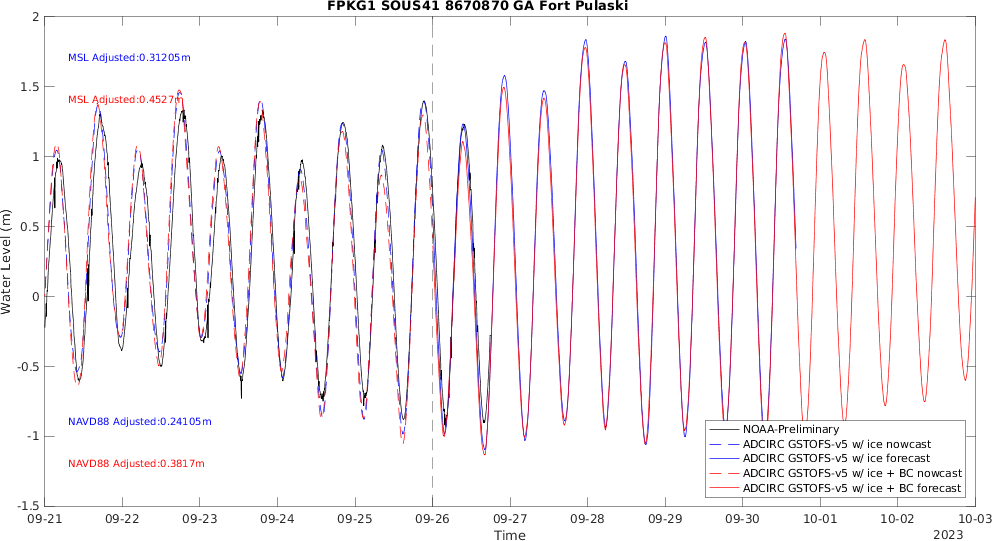 FPKG1 SOUS41 8670870 GA Fort Pulaski
2
1.5
1
0.5
0
-0.5
-1
-1.5
Water Level (m)
MSL Adjusted:0.31205m
MSL Adjusted:0.4527m
NAVD88 Adjusted:0.24105m
NAVD88 Adjusted:0.3817m
NOAA-Preliminary
ADCIRC GSTOFS-v5 w/ ice nowcast
ADCIRC GSTOFS-v5 w/ ice forecast
ADCIRC GSTOFS-v5 w/ ice + BC nowcast
ADCIRC GSTOFS-v5 w/ ice + BC forecast
09-21 09-22 09-23 09-24 09-25 09-26 09-27 09-28 09-29 09-30 10-01 10-02 10-03
Time
2023